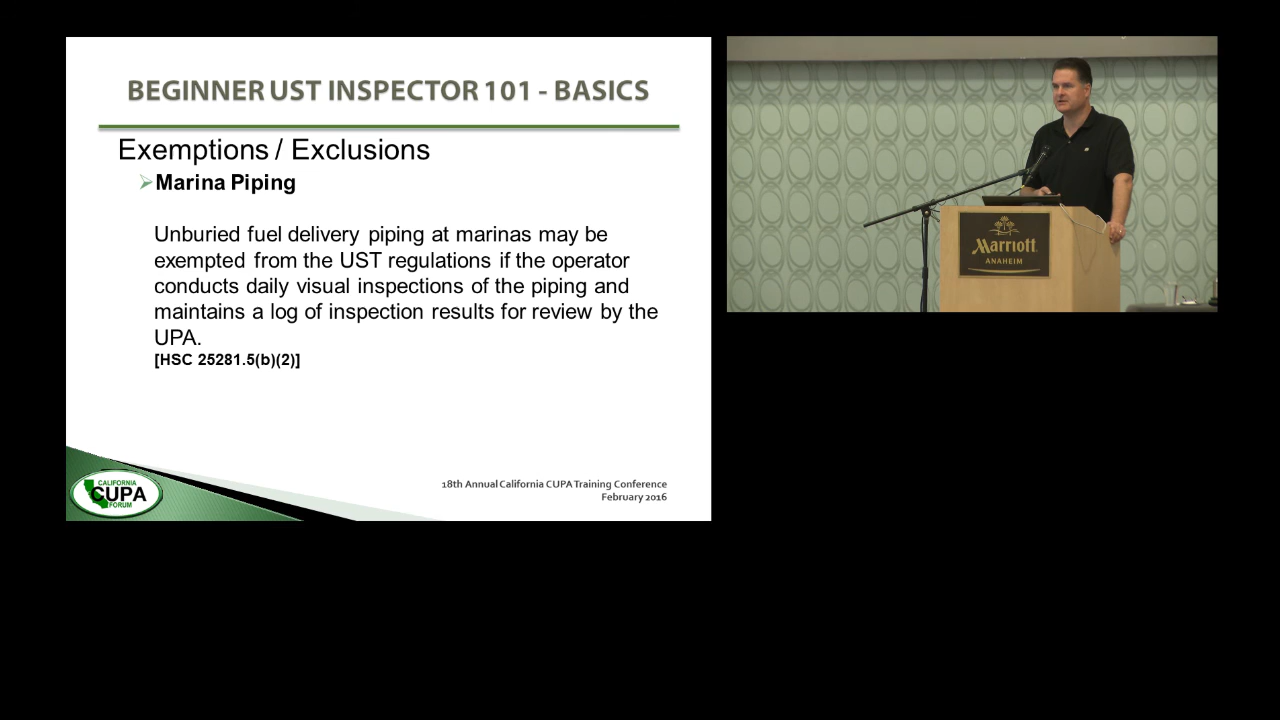 BEGINNER UST INSPECTOR 101 - BASICS
Exemptions / Exclusions
Marina Piping
Unburied fuel delivery piping at marinas may be
exempted from the UST regulations if the operator
conducts daily visual inspections of the piping and
maintains a log of inspection results for review by the
UPA.
[HSC 25281.5(b)(2)]
18th Annual California CUPA Training Conference
February 2016
CALIFORNIA
CUPA
FORUM
Marriott
ANAHEIM